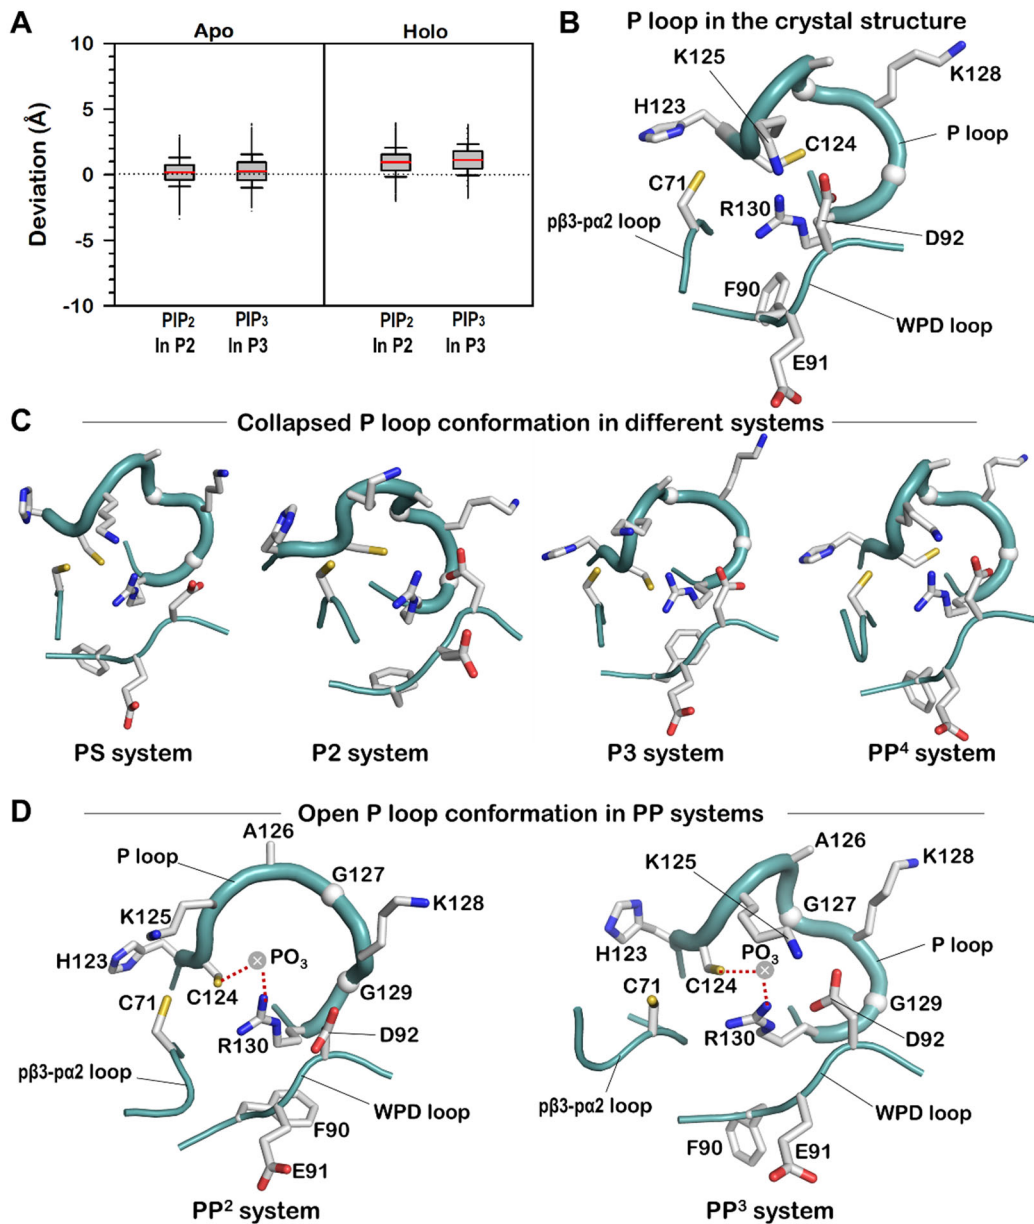 A
Apo
Holo
Deviation (Å)
10
5
0
-5
-10
PIP₂
In P2
PIP₃
In P3
PIP₂
In P2
PIP₃
In P3
B
P loop in the crystal structure
K125
K128
H123
P loop
C124
C71
R130
pβ3-pα2 loop
D92
F90
WPD loop
E91
C
Collapsed P loop conformation in different systems
PS system
P2 system
P3 system
PP⁴ system
D
Open P loop conformation in PP systems
A126
P loop
G127
K125
K128
H123
PO₃
C71
C124
G129
R130
D92
pβ3-pα2 loop
WPD loop
F90
E91
PP² system
A126
K125
K128
G127
H123
PO₃
P loop
C71
C124
G129
R130
D92
pβ3-pα2 loop
WPD loop
F90
E91
PP³ system